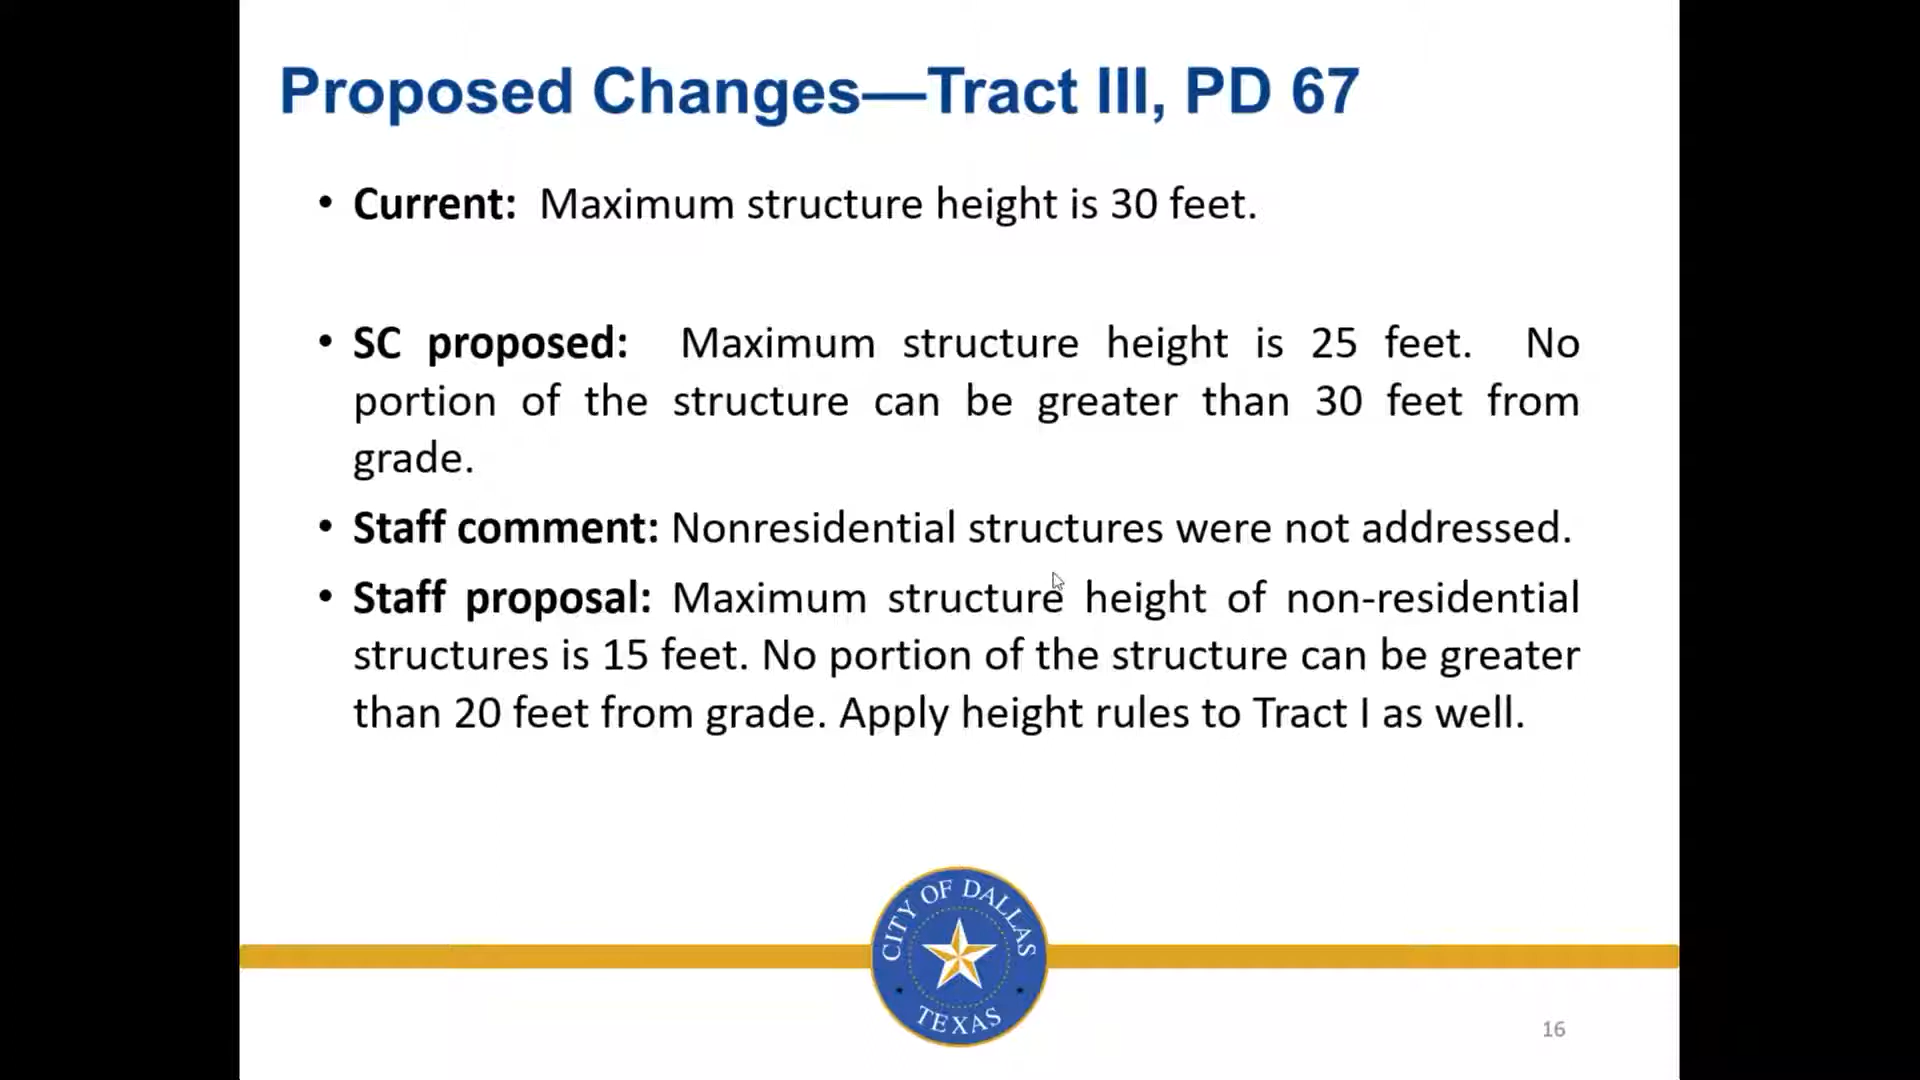 Proposed Changes—Tract III, PD 67
• Current: Maximum structure height is 30 feet.
• SC proposed: Maximum structure height is 25 feet. No
portion of the structure can be greater than 30 feet from
grade.
• Staff comment: Nonresidential structures were not addressed.
• Staff proposal: Maximum structure height of non-residential
structures is 15 feet. No portion of the structure can be greater
than 20 feet from grade. Apply height rules to Tract I as well.
CITY OF DALLAS
TEXAS
16